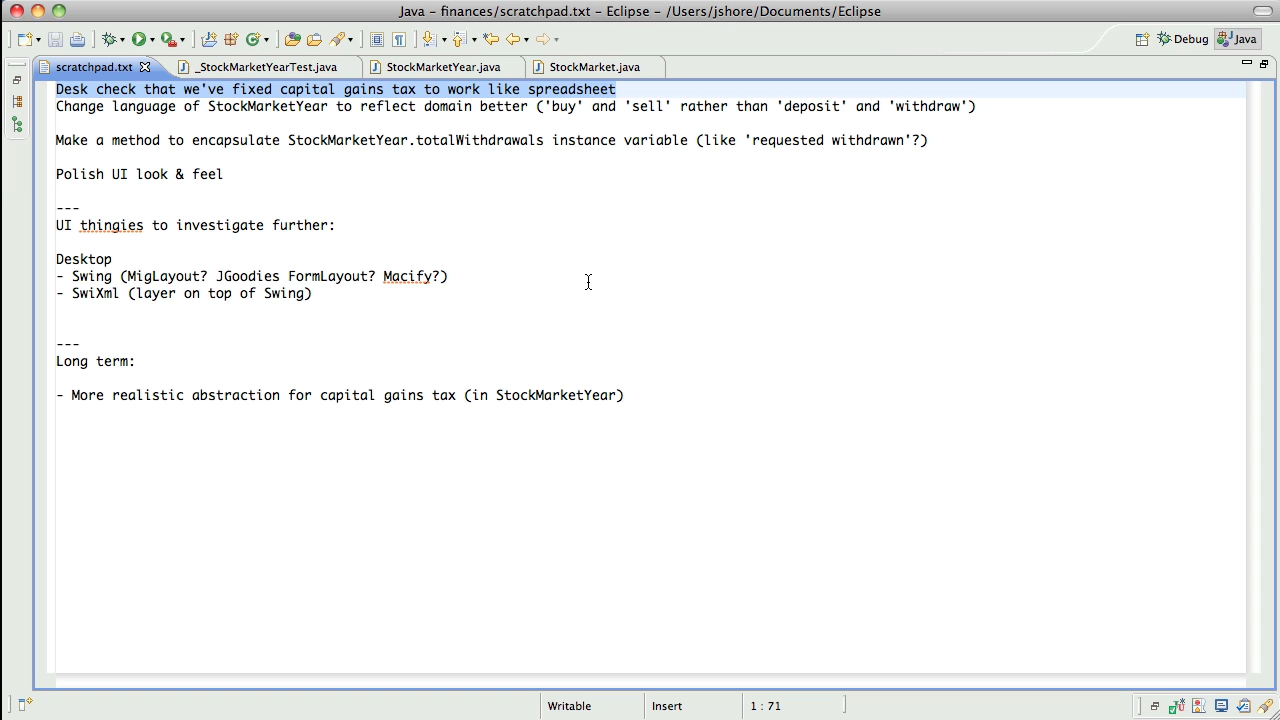 Java – finances/scratchpad.txt – Eclipse – /Users/jshore/Documents/Eclipse
Debug Java
scratchpad.txt _StockMarketYearTest.java StockMarketYear.java StockMarket.java
Desk check that we've fixed capital gains tax to work like spreadsheet
Change language of StockMarketYear to reflect domain better ('buy' and 'sell' rather than 'deposit' and 'withdraw')
Make a method to encapsulate StockMarketYear.totalWithdrawals instance variable (like 'requested withdrawn'?)
Polish UI look & feel
---
UI thingies to investigate further:
Desktop
- Swing (MigLayout? JGoodies FormLayout? Macify?)
- SwiXml (layer on top of Swing)
---
Long term:
- More realistic abstraction for capital gains tax (in StockMarketYear)
Writable Insert 1 : 71